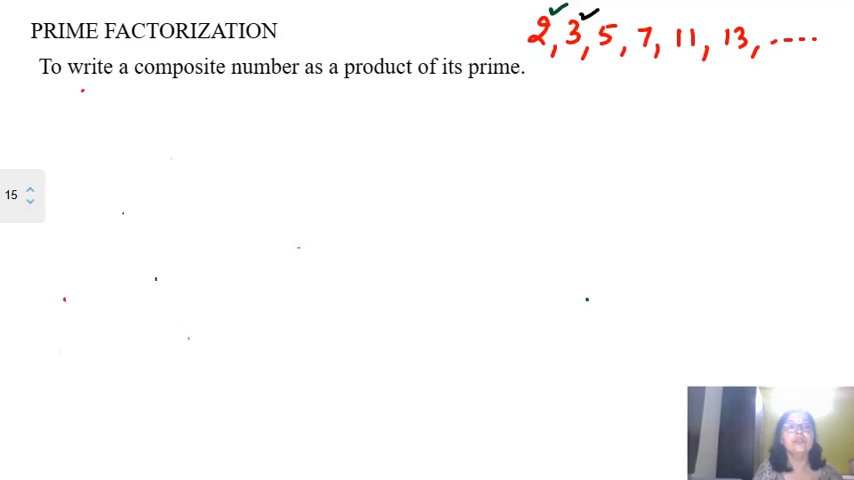 PRIME FACTORIZATION
2, 3, 5, 7, 11, 13, .....
To write a composite number as a product of its prime.
15